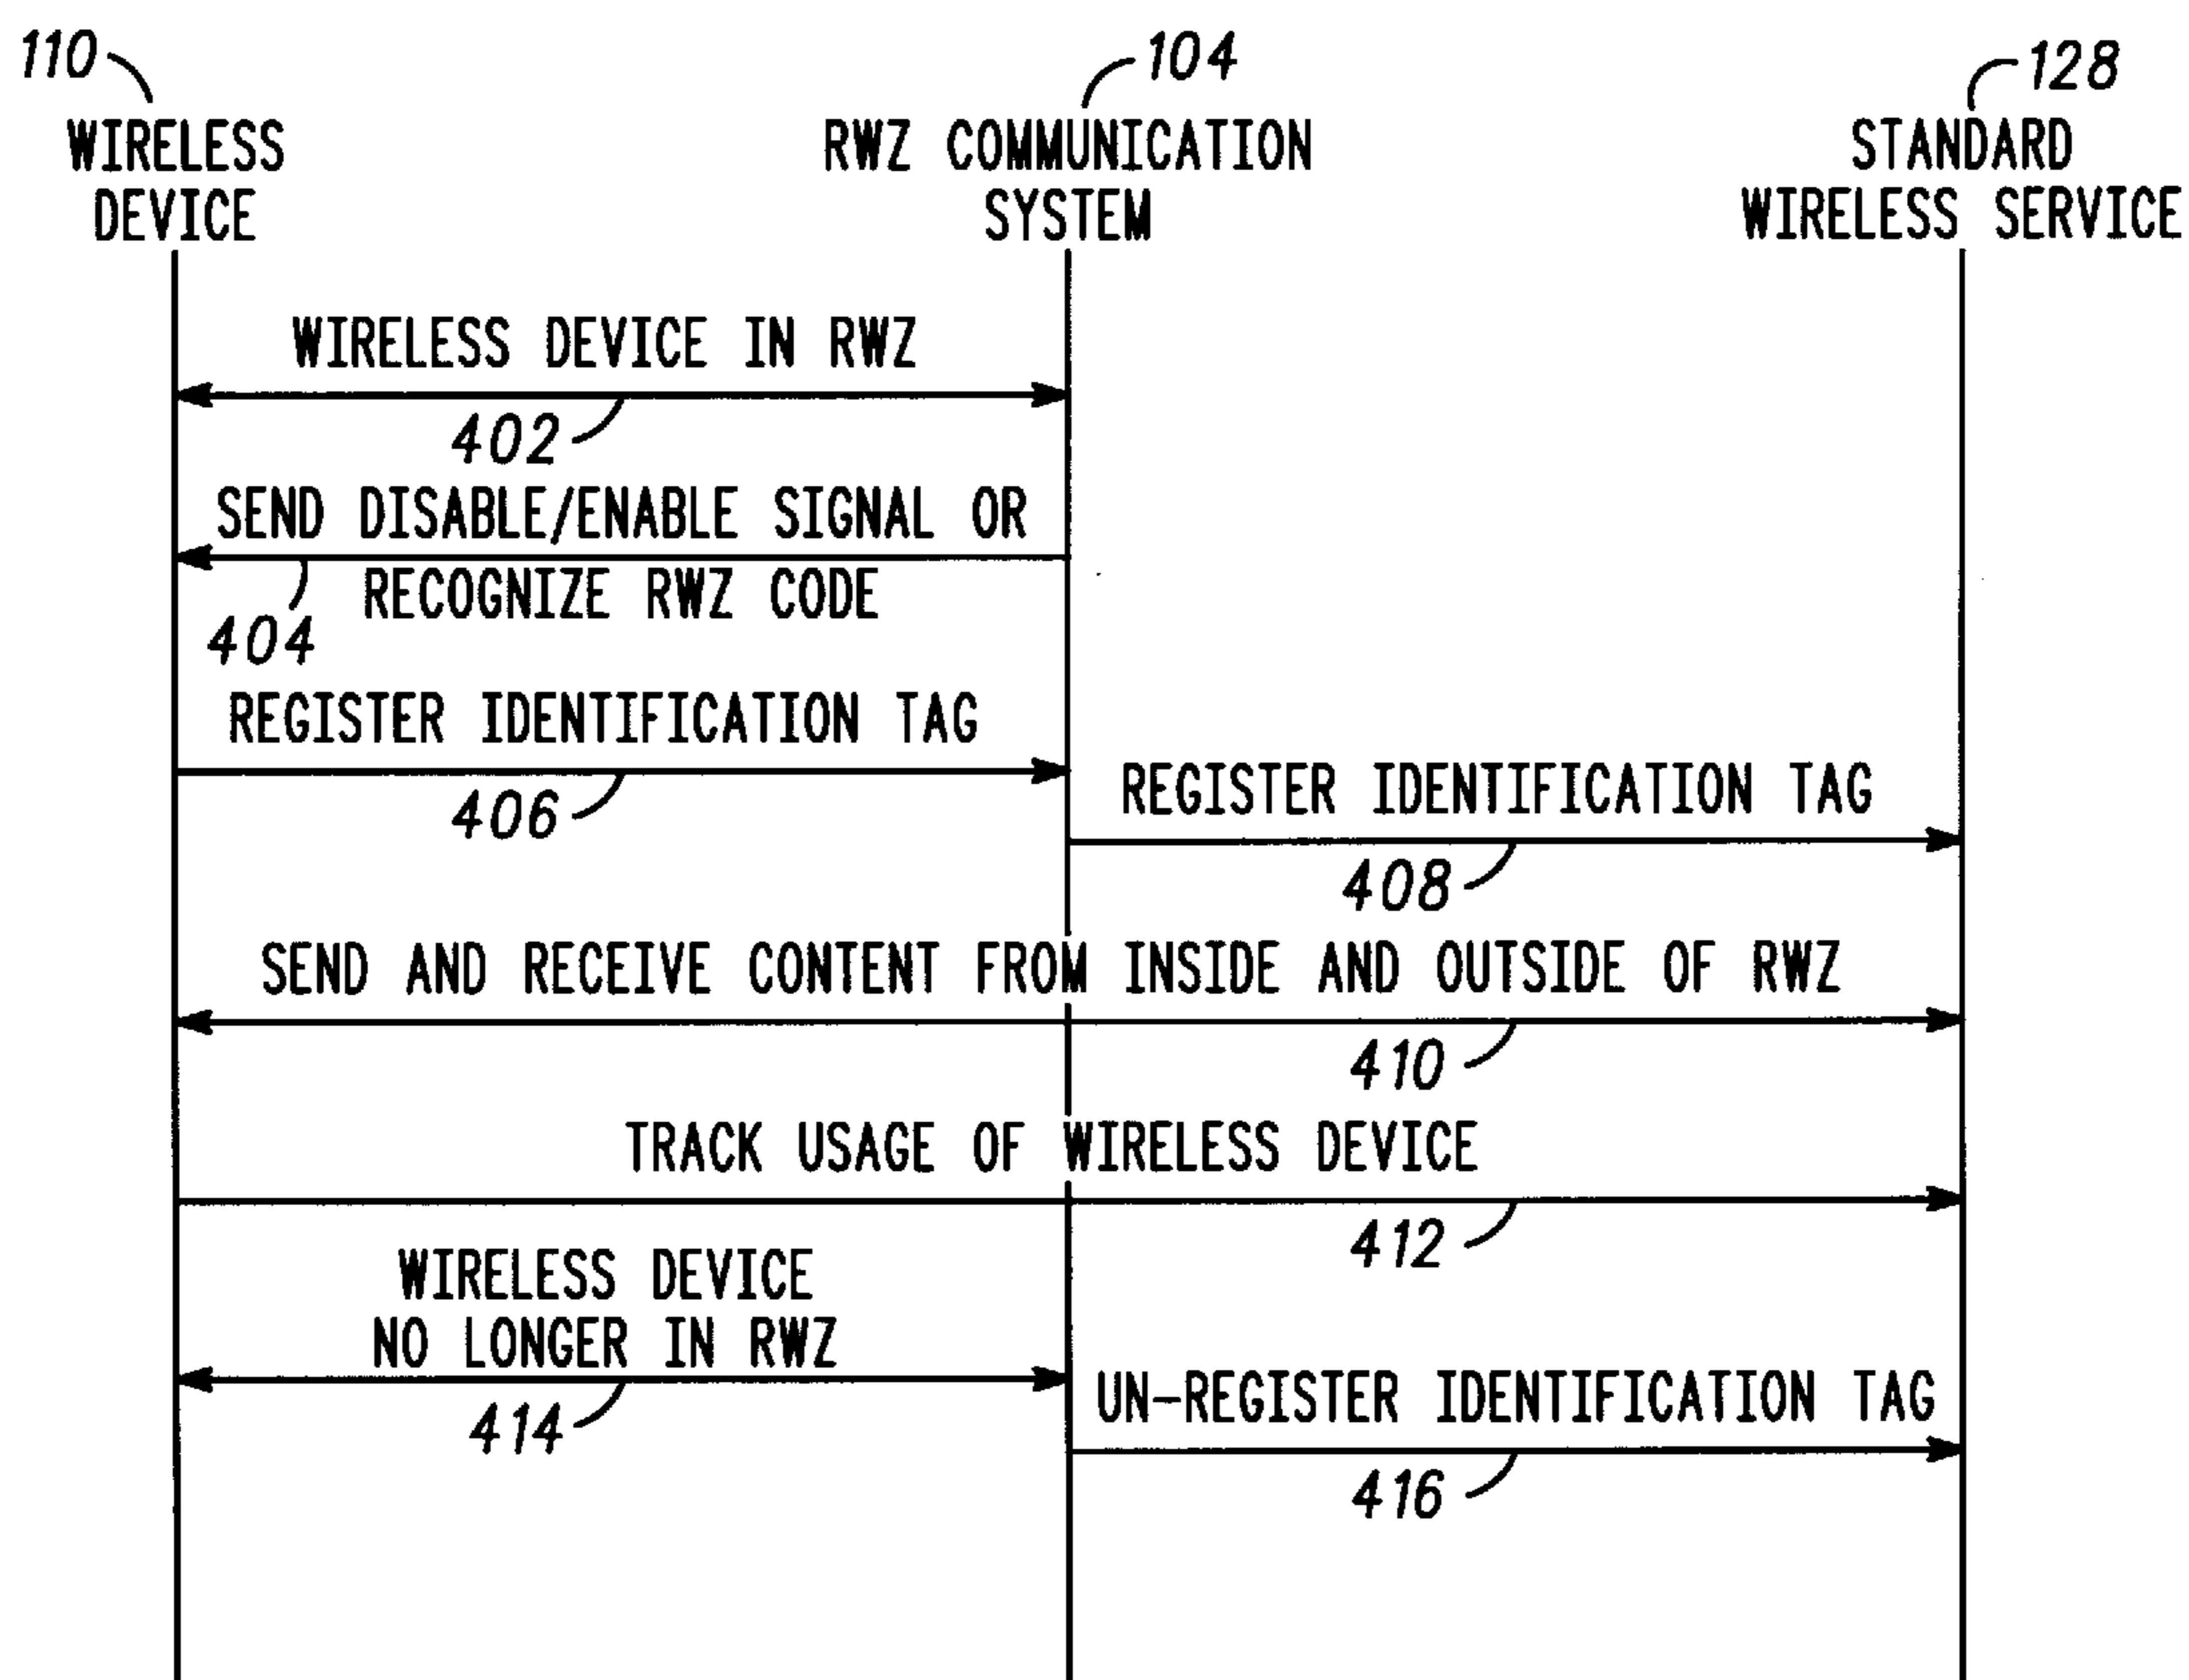 110
104
128
WIRELESS
DEVICE
RWZ COMMUNICATION
SYSTEM
STANDARD
WIRELESS SERVICE
WIRELESS DEVICE IN RWZ
402
SEND DISABLE/ENABLE SIGNAL OR
RECOGNIZE RWZ CODE
404
REGISTER IDENTIFICATION TAG
406
REGISTER IDENTIFICATION TAG
408
SEND AND RECEIVE CONTENT FROM INSIDE AND OUTSIDE OF RWZ
410
TRACK USAGE OF WIRELESS DEVICE
412
WIRELESS DEVICE
NO LONGER IN RWZ
414
UN-REGISTER IDENTIFICATION TAG
416